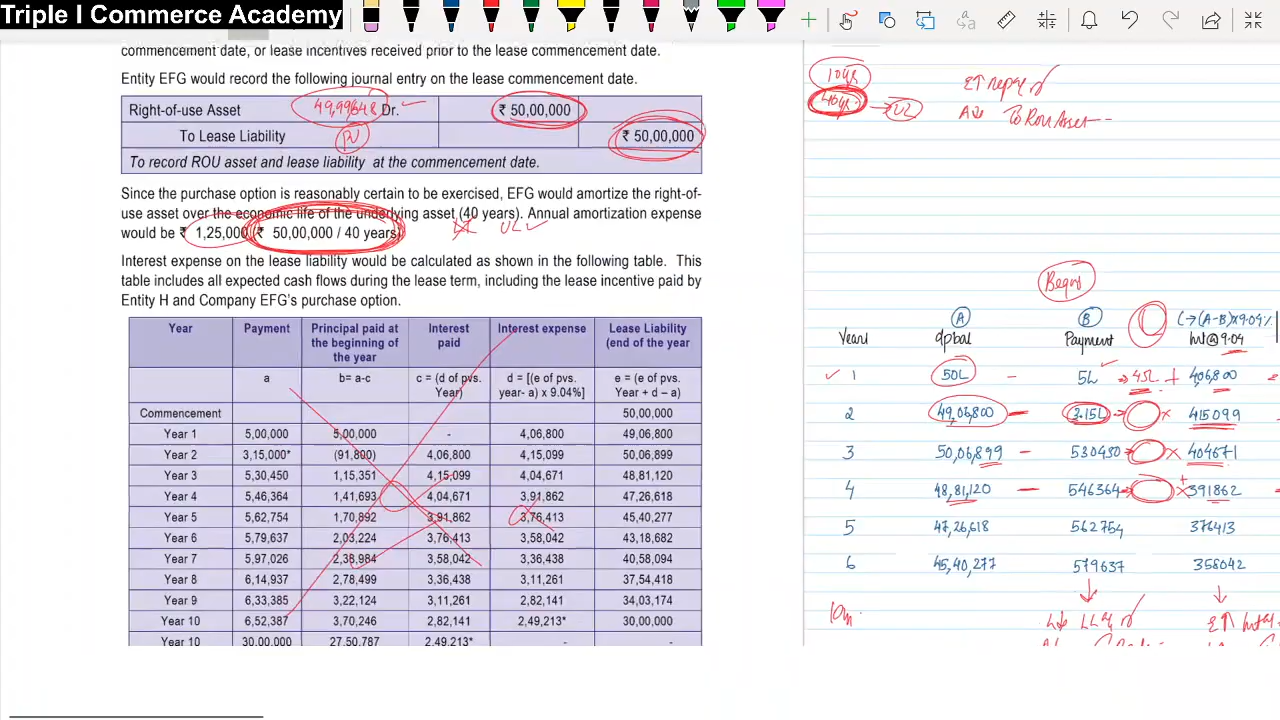 Triple I Commerce Academy
commencement date, or lease incentives received prior to the lease commencement date.
Entity EFG would record the following journal entry on the lease commencement date.
Right-of-use Asset Dr. ₹ 50,00,000
To Lease Liability PV ₹ 50,00,000
To record ROU asset and lease liability at the commencement date.
Since the purchase option is reasonably certain to be exercised, EFG would amortize the right-of-
use asset over the economic life of the underlying asset (40 years). Annual amortization expense
would be ₹ 1,25,000 (₹ 50,00,000 / 40 years) UL
Interest expense on the lease liability would be calculated as shown in the following table. This
table includes all expected cash flows during the lease term, including the lease incentive paid by
Entity H and Company EFG's purchase option.
Year Payment Principal paid at the beginning of the year Interest paid Interest expense Lease Liability (end of the year
a b= a-c c = (d of pvs. Year) d = [(e of pvs. year- a) x 9.04%] e = (e of pvs. Year + d – a)
Commencement 50,00,000
Year 1 5,00,000 5,00,000 - 4,06,800 49,06,800
Year 2 3,15,000* (91,800) 4,06,800 4,15,099 50,06,899
Year 3 5,30,450 1,15,351 4,15,099 4,04,671 48,81,120
Year 4 5,46,364 1,41,693 4,04,671 3,91,862 47,26,618
Year 5 5,62,754 1,70,892 3,91,862 3,76,413 45,40,277
Year 6 5,79,637 2,03,224 3,76,413 3,58,042 43,18,682
Year 7 5,97,026 2,38,984 3,58,042 3,36,438 40,58,094
Year 8 6,14,937 2,78,499 3,36,438 3,11,261 37,54,418
Year 9 6,33,385 3,22,124 3,11,261 2,82,141 34,03,174
Year 10 6,52,387 3,70,246 2,82,141 2,49,213* 30,00,000
Year 10 30,00,000 27,50,787 2,49,213* - -
10yr
40yr → UL
A↓ To ROU Asset -
A B (→(A-B)×9.04%
Years opbal Payment Int@9.04
1 50L - 5L → 45L + 406,800
2 49,06,800 - 3.15L 415099
3 50,06,899 - 530450 404671
4 48,81,120 - 546364 391862
5 47,26,618 562754 376413
6 45,40,277 579637 358042